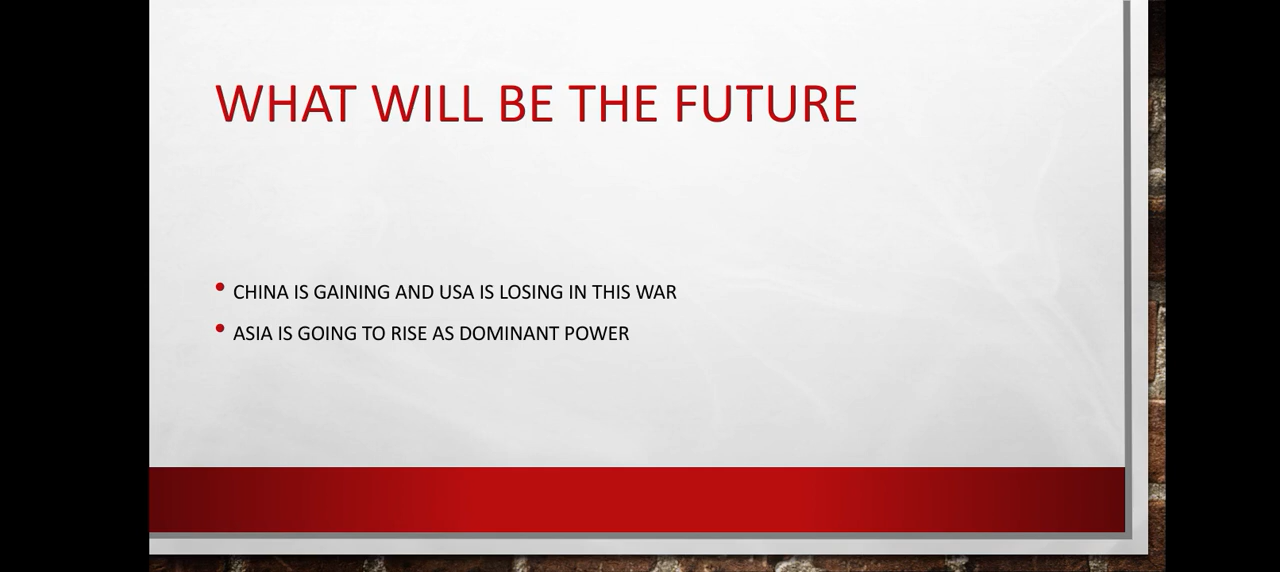 WHAT WILL BE THE FUTURE
• CHINA IS GAINING AND USA IS LOSING IN THIS WAR
• ASIA IS GOING TO RISE AS DOMINANT POWER